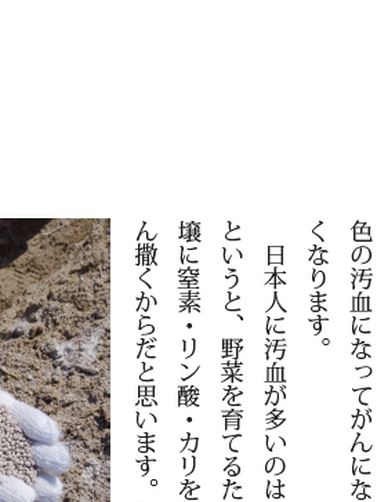 色の汚血になってがんにな
くなります。
日本人に汚血が多いのは
というと、野菜を育てるた
壌に窒素・リン酸・カリを
ん撒くからだと思います。